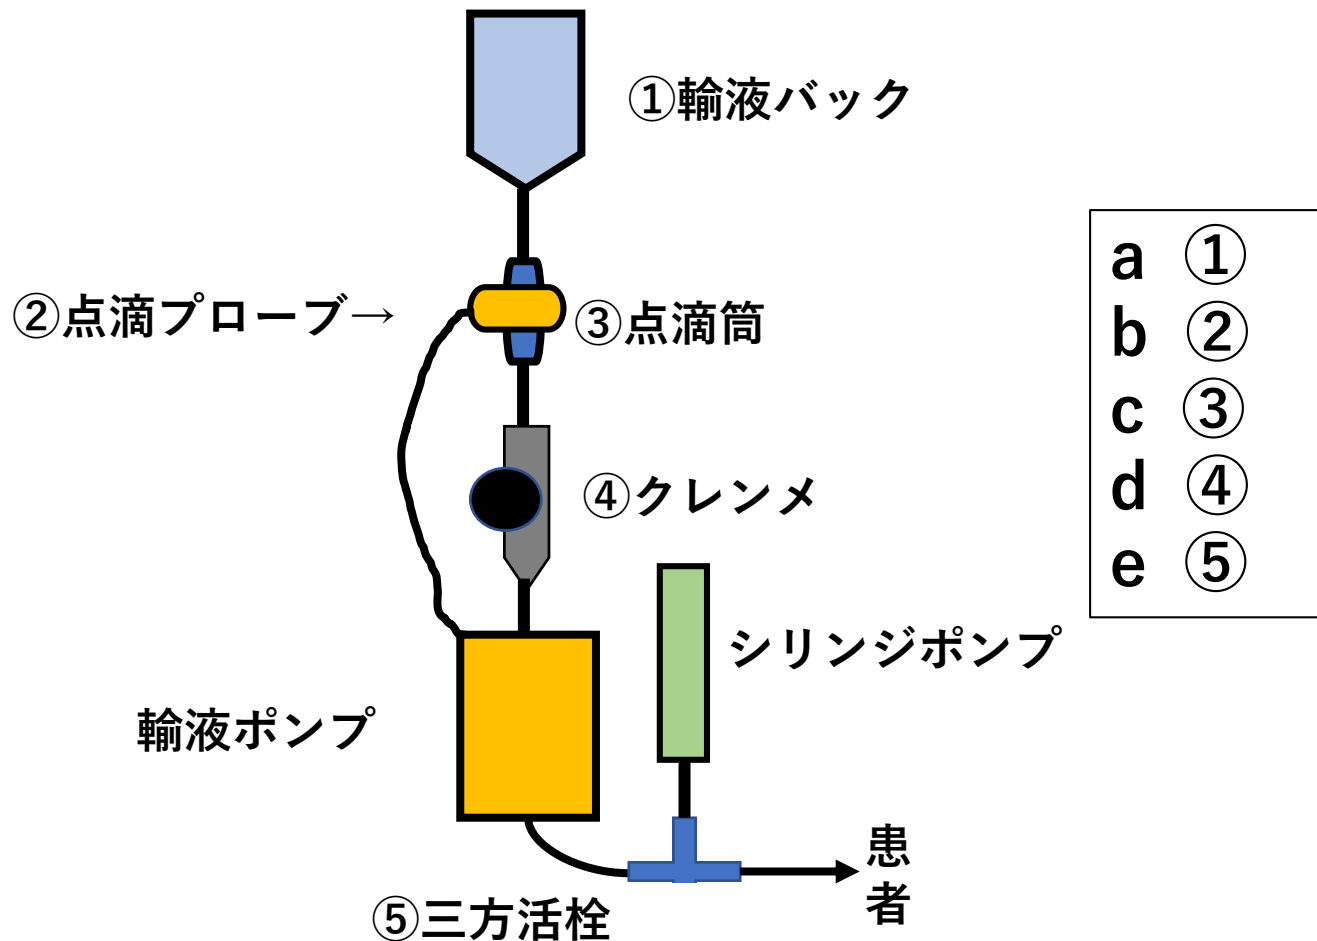 ①輸液バック
②点滴プローブ→
③点滴筒
④クレンメ
シリンジポンプ
輸液ポンプ
⑤三方活栓
患者
a ①
b ②
c ③
d ④
e ⑤